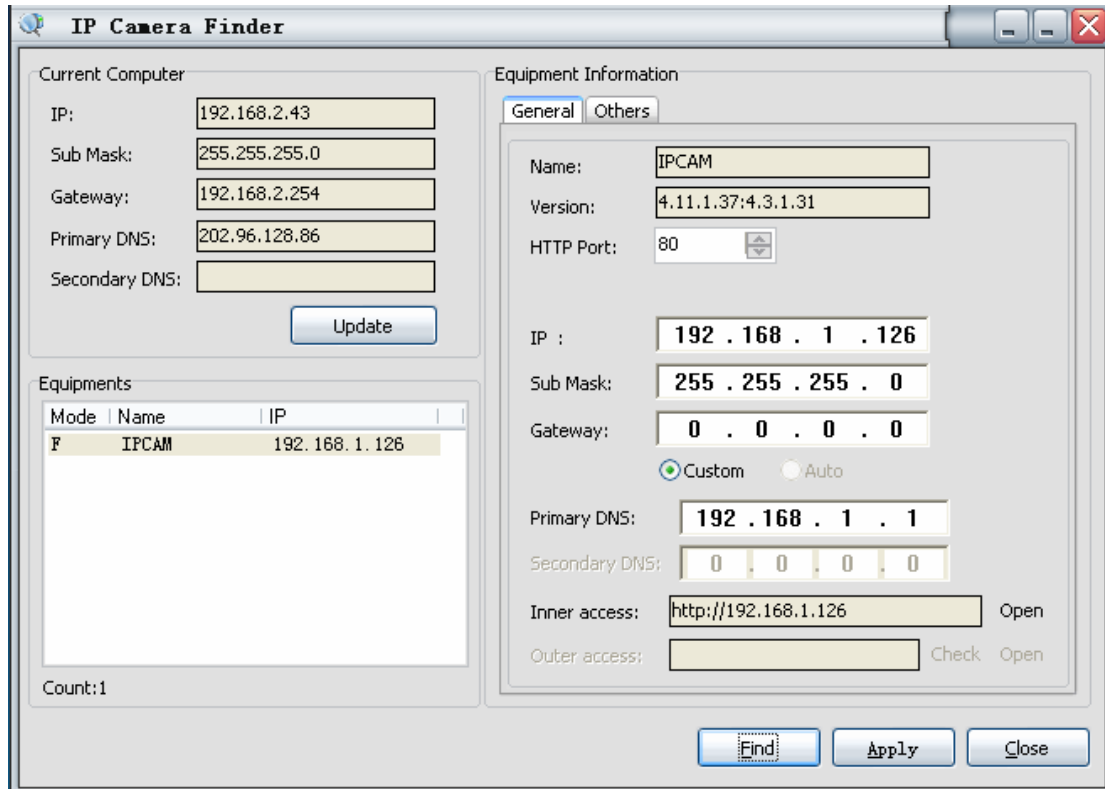 IP Camera Finder
Current Computer
IP: 192.168.2.43
Sub Mask: 255.255.255.0
Gateway: 192.168.2.254
Primary DNS: 202.96.128.86
Secondary DNS:
Update
Equipments
Mode Name IP
F IPCAM 192.168.1.126
Count:1
Equipment Information
General Others
Name: IPCAM
Version: 4.11.1.37:4.3.1.31
HTTP Port: 80
IP : 192 . 168 . 1 . 126
Sub Mask: 255 . 255 . 255 . 0
Gateway: 0 . 0 . 0 . 0
Custom Auto
Primary DNS: 192 . 168 . 1 . 1
Secondary DNS: 0 . 0 . 0 . 0
Inner access: http://192.168.1.126 Open
Outer access: Check Open
Find Apply Close